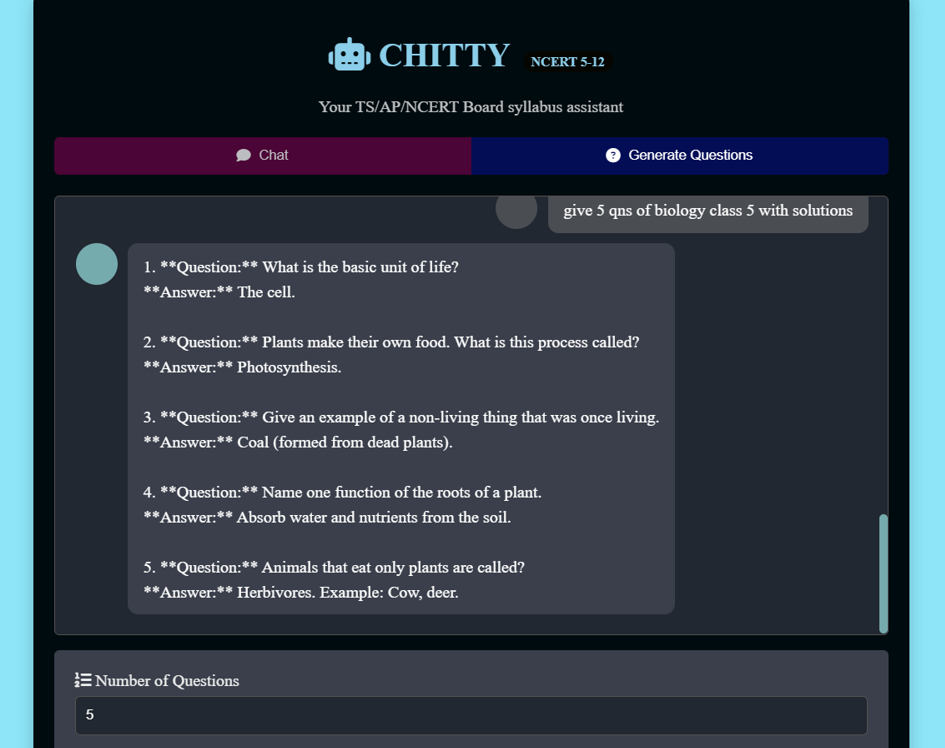 CHITTY NCERT 5-12
Your TS/AP/NCERT Board syllabus assistant
Chat
Generate Questions
give 5 qns of biology class 5 with solutions
1. **Question:** What is the basic unit of life?
**Answer:** The cell.
2. **Question:** Plants make their own food. What is this process called?
**Answer:** Photosynthesis.
3. **Question:** Give an example of a non-living thing that was once living.
**Answer:** Coal (formed from dead plants).
4. **Question:** Name one function of the roots of a plant.
**Answer:** Absorb water and nutrients from the soil.
5. **Question:** Animals that eat only plants are called?
**Answer:** Herbivores. Example: Cow, deer.
Number of Questions
5